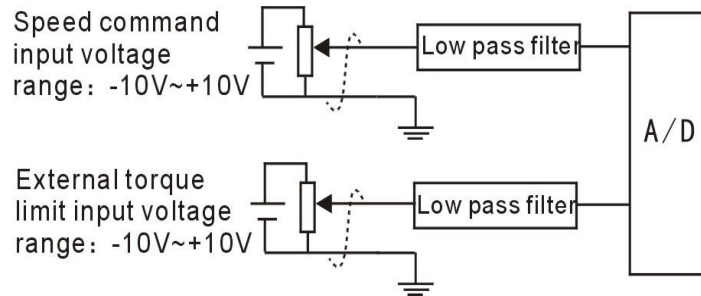 Speed command
input voltage
range: -10V~+10V
Low pass filter
A/D
External torque
limit input voltage
range: -10V~+10V
Low pass filter